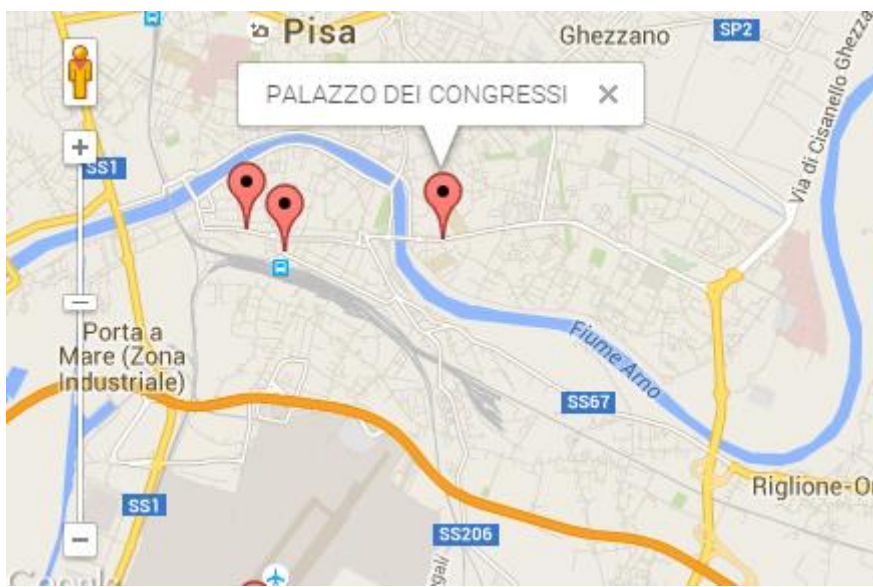 Pisa
Ghezzano
SP2
PALAZZO DEI CONGRESSI
Via di Cisanello Ghezza
SS1
Porta a
Mare (Zona
Industriale)
Fiume Arno
SS67
Riglione-O
SS1
SS206
Google